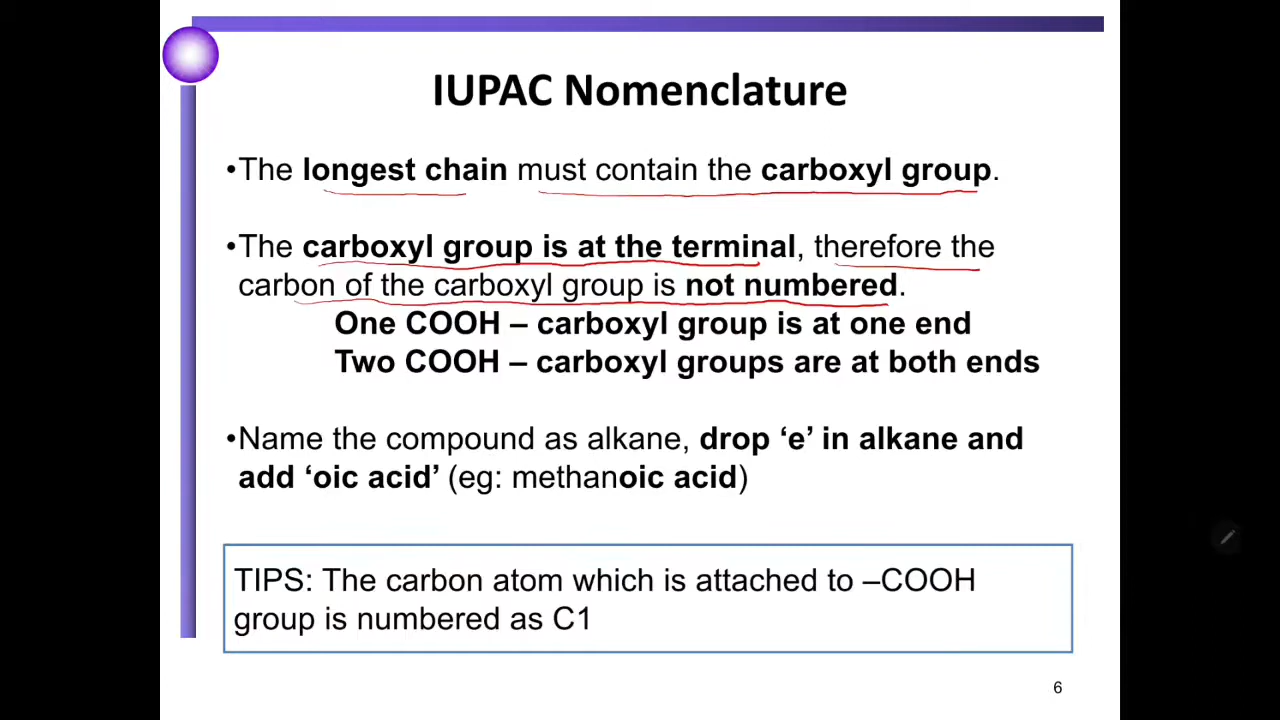 IUPAC Nomenclature
•The longest chain must contain the carboxyl group.
•The carboxyl group is at the terminal, therefore the
carbon of the carboxyl group is not numbered.
One COOH – carboxyl group is at one end
Two COOH – carboxyl groups are at both ends
•Name the compound as alkane, drop ‘e’ in alkane and
add ‘oic acid’ (eg: methanoic acid)
TIPS: The carbon atom which is attached to –COOH
group is numbered as C1
6